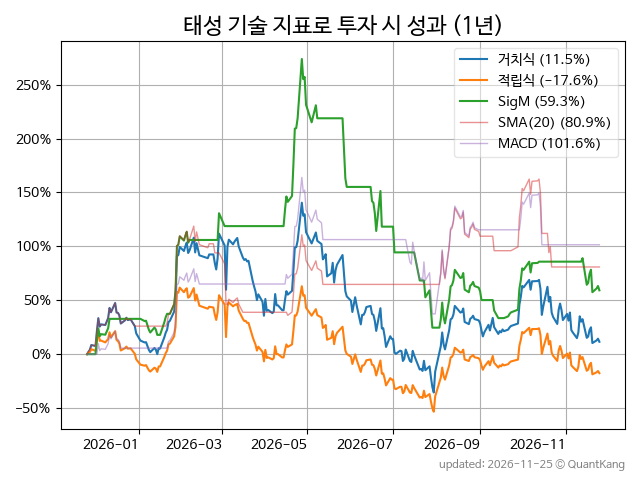 태성 기술 지표로 투자 시 성과 (1년)
거치식 (11.5%)
적립식 (−17.6%)
SigM (59.3%)
SMA(20) (80.9%)
MACD (101.6%)
250%
200%
150%
100%
50%
0%
−50%
2026-01 2026-03 2026-05 2026-07 2026-09 2026-11
updated: 2026-11-25 © QuantKang